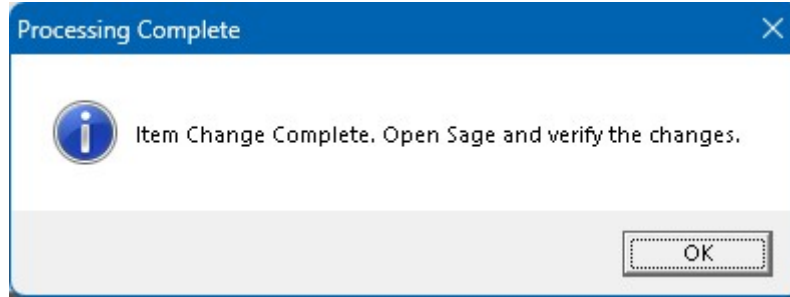 Processing Complete
Item Change Complete. Open Sage and verify the changes.
OK